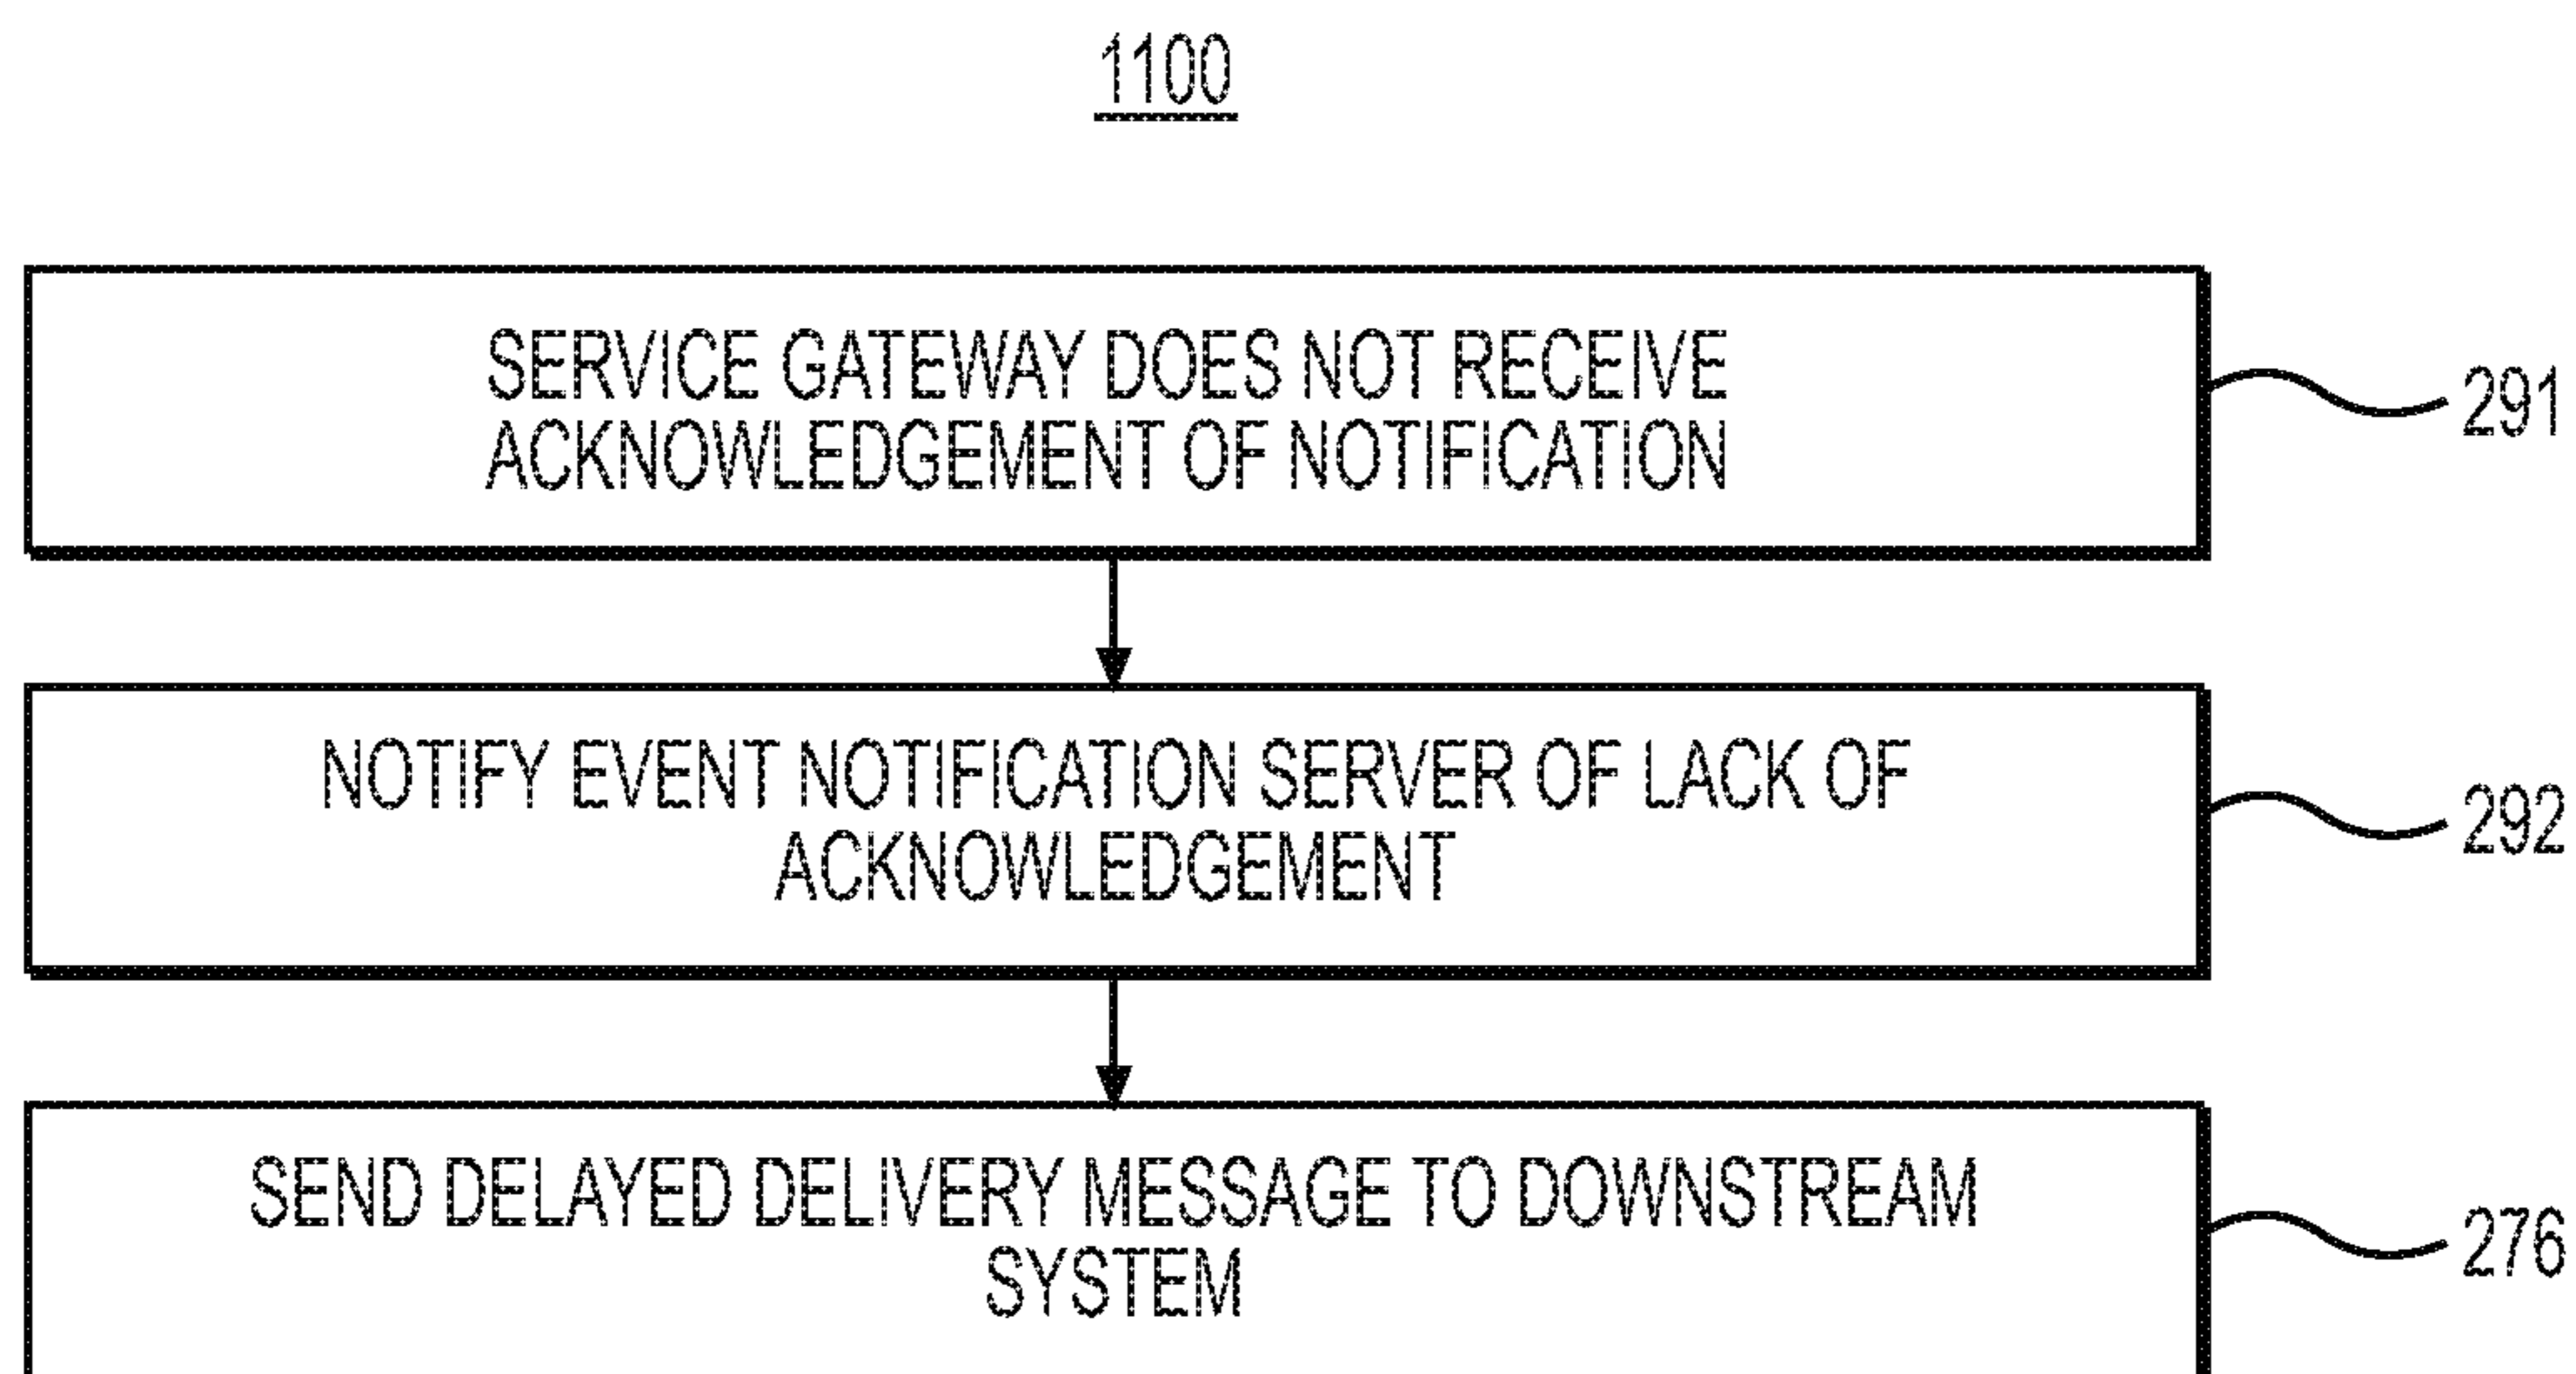 1100
SERVICE GATEWAY DOES NOT RECEIVE
ACKNOWLEDGEMENT OF NOTIFICATION
291
NOTIFY EVENT NOTIFICATION SERVER OF LACK OF
ACKNOWLEDGEMENT
292
SEND DELAYED DELIVERY MESSAGE TO DOWNSTREAM
SYSTEM
276